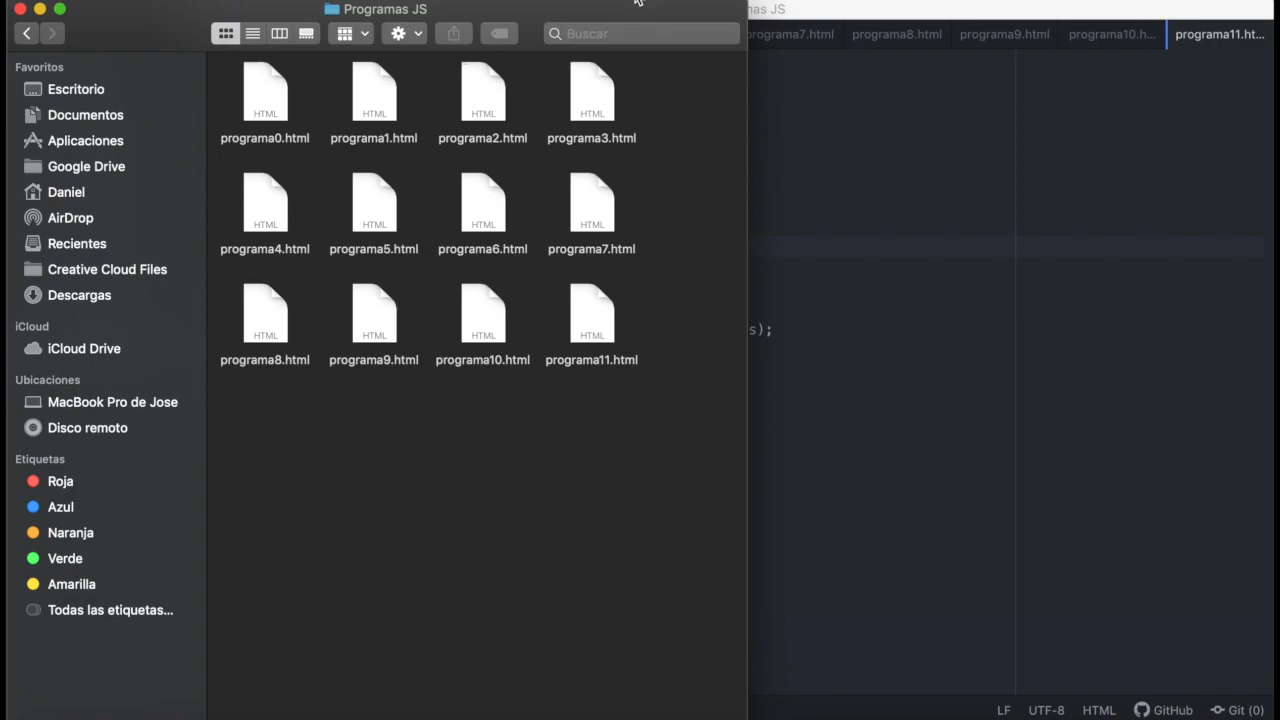 Programas JS
mas JS
Buscar
programa7.html
programa8.html
programa9.html
programa10.h...
programa11.ht...
Favoritos
Escritorio
Documentos
Aplicaciones
Google Drive
Daniel
AirDrop
Recientes
Creative Cloud Files
Descargas
iCloud
iCloud Drive
Ubicaciones
MacBook Pro de Jose
Disco remoto
Etiquetas
Roja
Azul
Naranja
Verde
Amarilla
Todas las etiquetas...
HTML HTML HTML HTML
programa0.html programa1.html programa2.html programa3.html
HTML HTML HTML HTML
programa4.html programa5.html programa6.html programa7.html
HTML HTML HTML HTML
programa8.html programa9.html programa10.html programa11.html
s);
LF UTF-8 HTML GitHub Git (0)